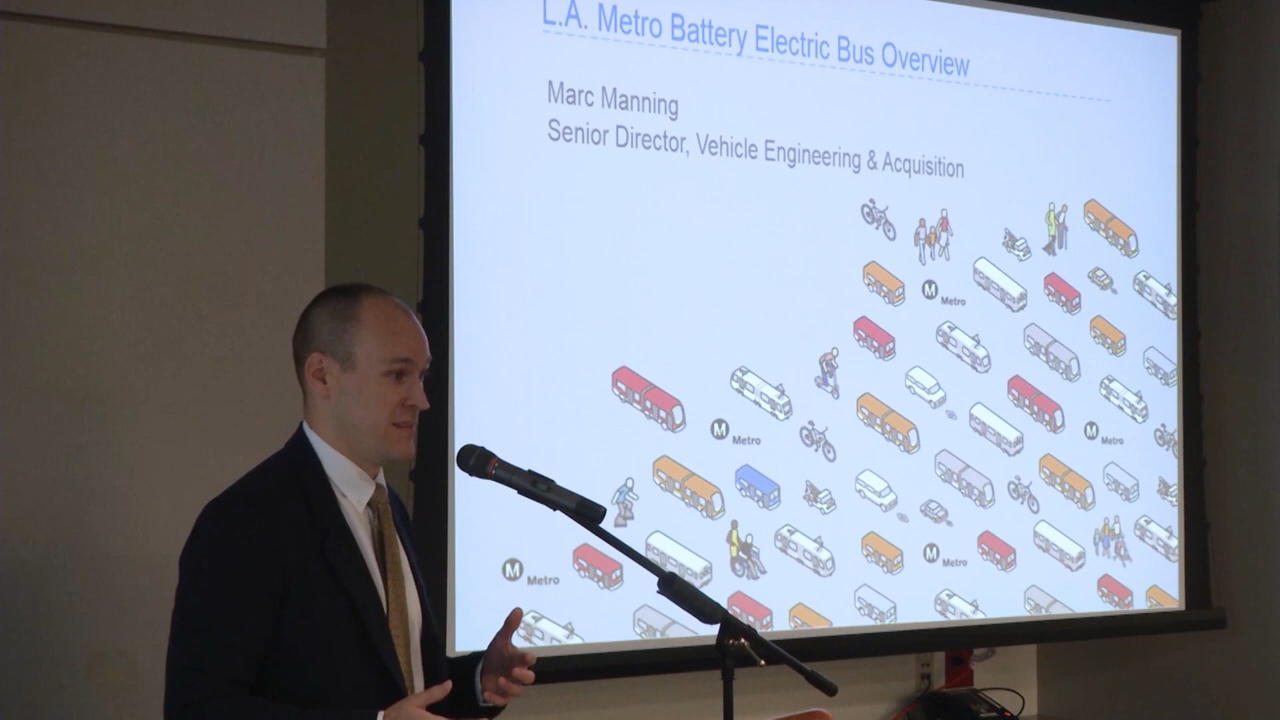 L.A. Metro Battery Electric Bus Overview
Marc Manning
Senior Director, Vehicle Engineering & Acquisition
M Metro
M Metro
M Metro
M Metro
M Metro